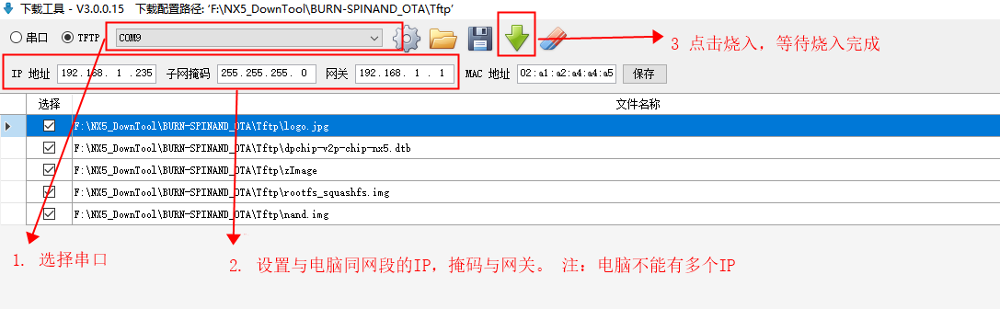 下载工具 - V3.0.0.15 下载配置路径: 'F:\NX5_DownTool\BURN-SPINAND_OTA\Tftp'
串口 TFTP COM9
3 点击烧入，等待烧入完成
IP 地址 192.168. 1 .235 子网掩码 255.255.255. 0 网关 192.168. 1 . 1 MAC 地址 02:a1:a2:a4:a4:a5 保存
选择 文件名称
F:\NX5_DownTool\BURN-SPINAND_OTA\Tftp\logo.jpg
F:\NX5_DownTool\BURN-SPINAND_OTA\Tftp\dpchip-v2p-chip-nx5.dtb
F:\NX5_DownTool\BURN-SPINAND_OTA\Tftp\zImage
F:\NX5_DownTool\BURN-SPINAND_OTA\Tftp\rootfs_squashfs.img
F:\NX5_DownTool\BURN-SPINAND_OTA\Tftp\nand.img
1. 选择串口
2. 设置与电脑同网段的IP，掩码与网关。 注：电脑不能有多个IP